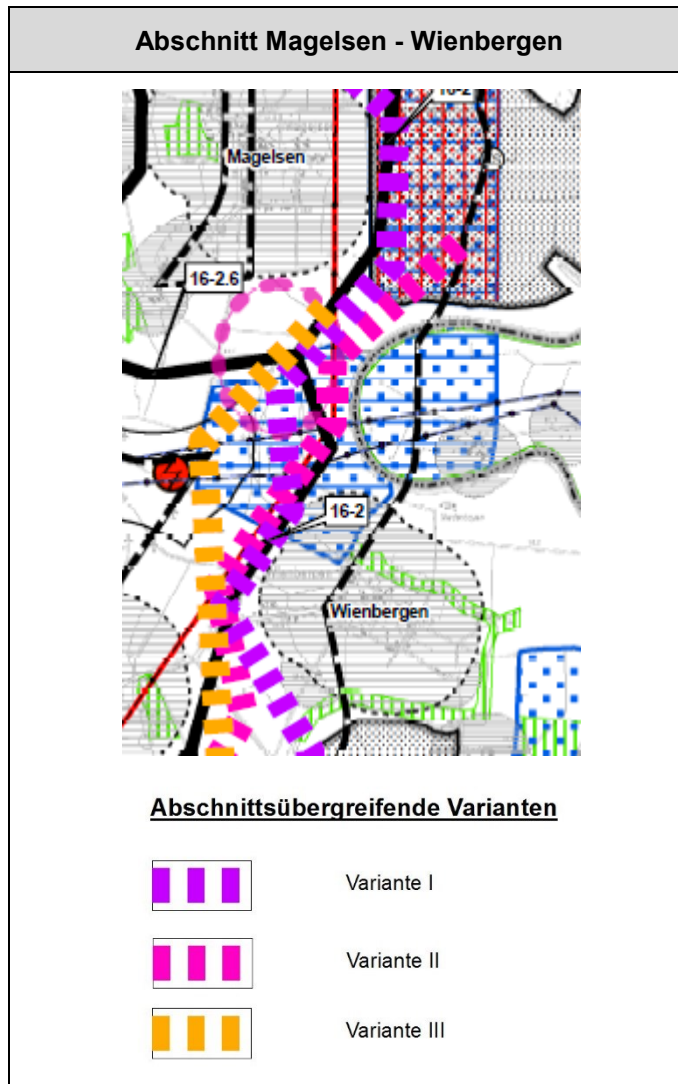 Abschnitt Magelsen - Wienbergen
16-2
Magelsen
16-2.6
16-2
Wienbergen
Abschnittsübergreifende Varianten
Variante I
Variante II
Variante III